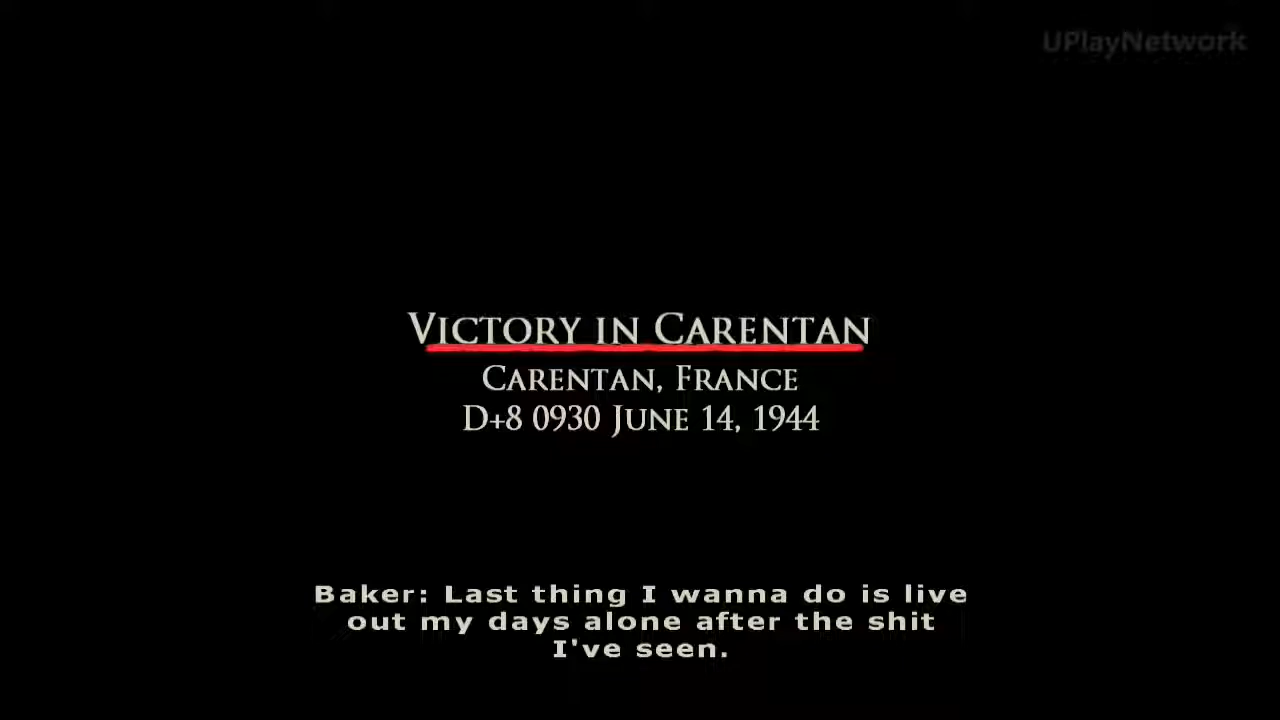 UPlayNetwork
Victory in Carentan
Carentan, France
D+8 0930 June 14, 1944
Baker: Last thing I wanna do is live
out my days alone after the shit
I've seen.